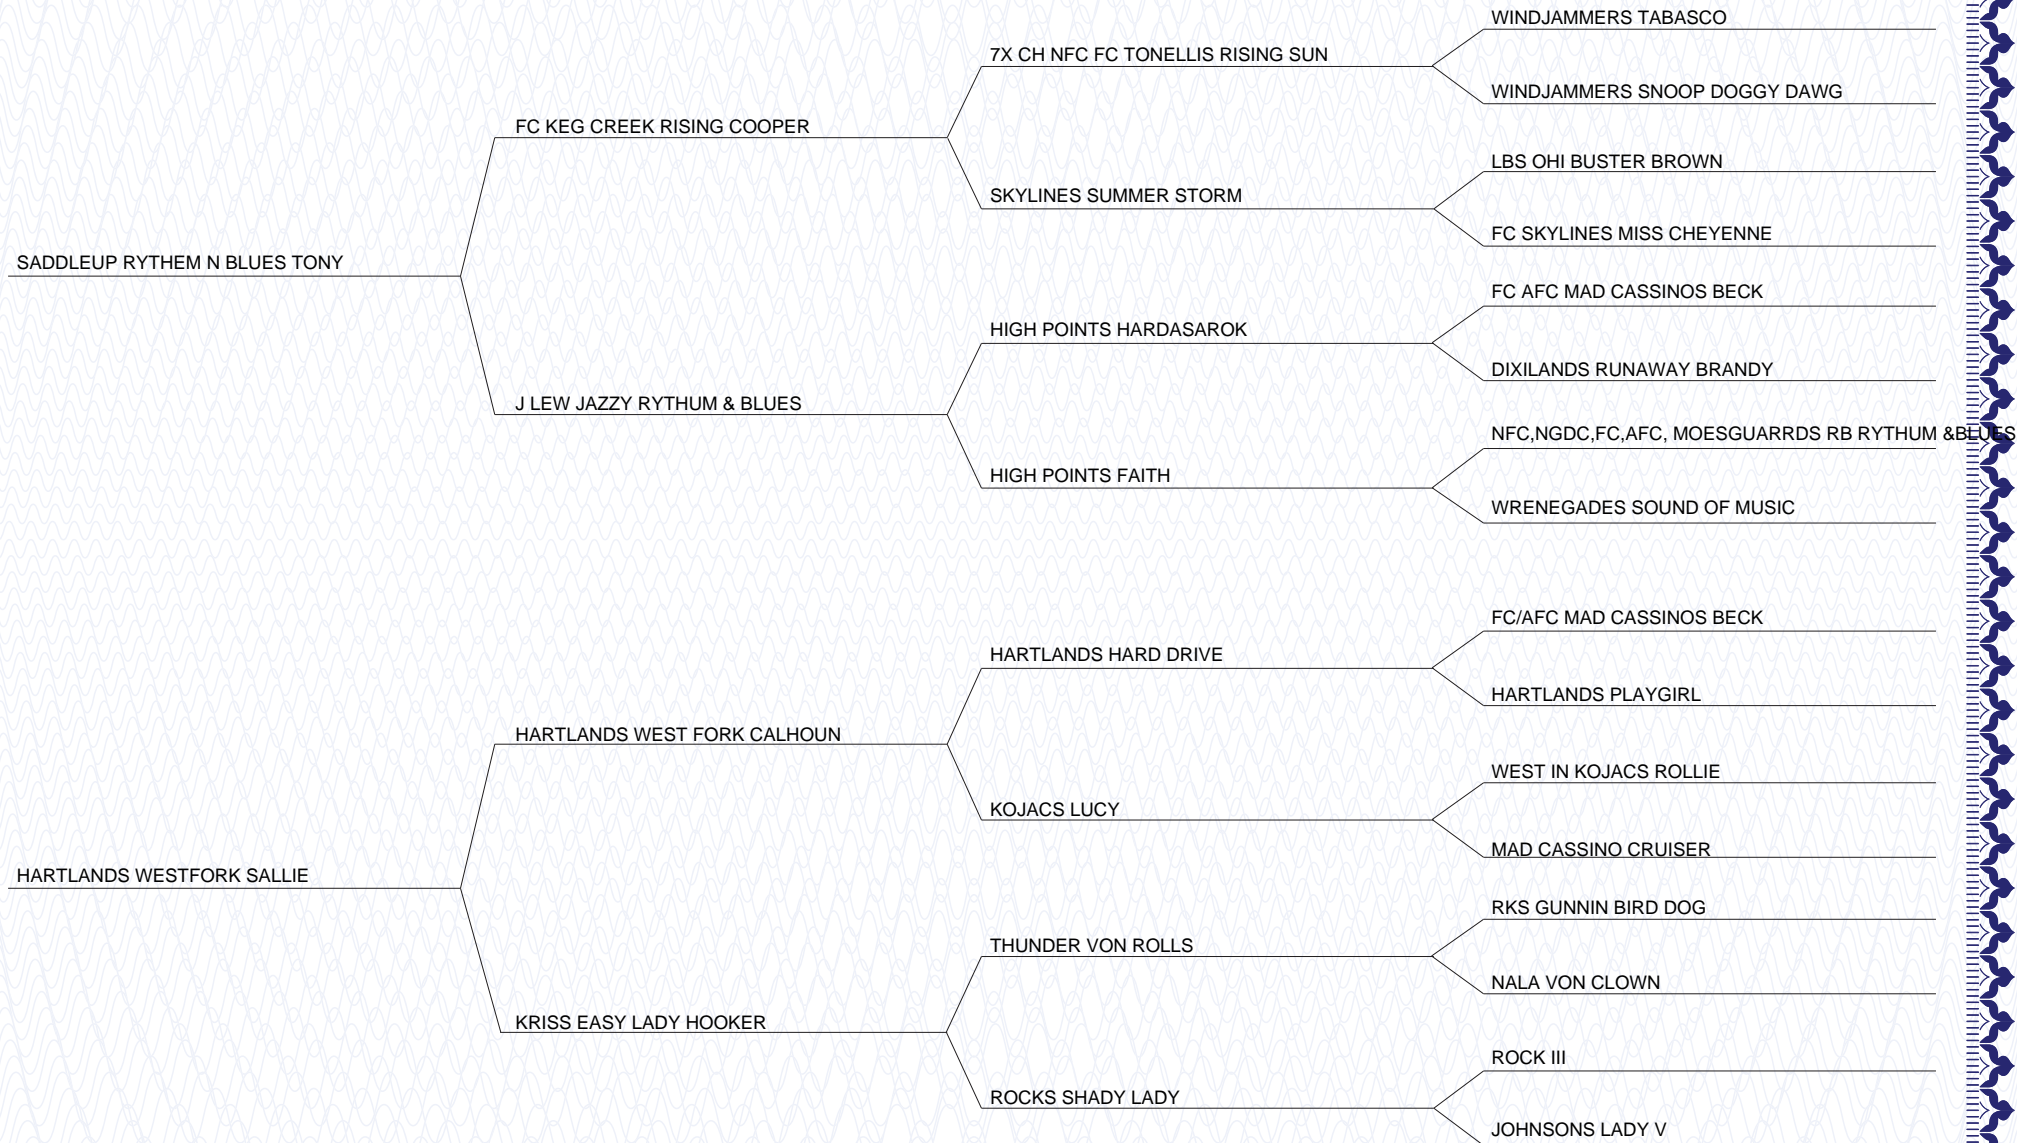 WINDJAMMERS TABASCO
7X CH NFC FC TONELLIS RISING SUN
WINDJAMMERS SNOOP DOGGY DAWG
FC KEG CREEK RISING COOPER
LBS OHI BUSTER BROWN
SKYLINES SUMMER STORM
FC SKYLINES MISS CHEYENNE
SADDLEUP RYTHEM N BLUES TONY
FC AFC MAD CASSINOS BECK
HIGH POINTS HARDASAROK
DIXILANDS RUNAWAY BRANDY
J LEW JAZZY RYTHUM & BLUES
NFC,NGDC,FC,AFC, MOESGUARRDS RB RYTHUM &BLUES
HIGH POINTS FAITH
WRENEGADES SOUND OF MUSIC
FC/AFC MAD CASSINOS BECK
HARTLANDS HARD DRIVE
HARTLANDS PLAYGIRL
HARTLANDS WEST FORK CALHOUN
WEST IN KOJACS ROLLIE
KOJACS LUCY
MAD CASSINO CRUISER
HARTLANDS WESTFORK SALLIE
RKS GUNNIN BIRD DOG
THUNDER VON ROLLS
NALA VON CLOWN
KRISS EASY LADY HOOKER
ROCK III
ROCKS SHADY LADY
JOHNSONS LADY V